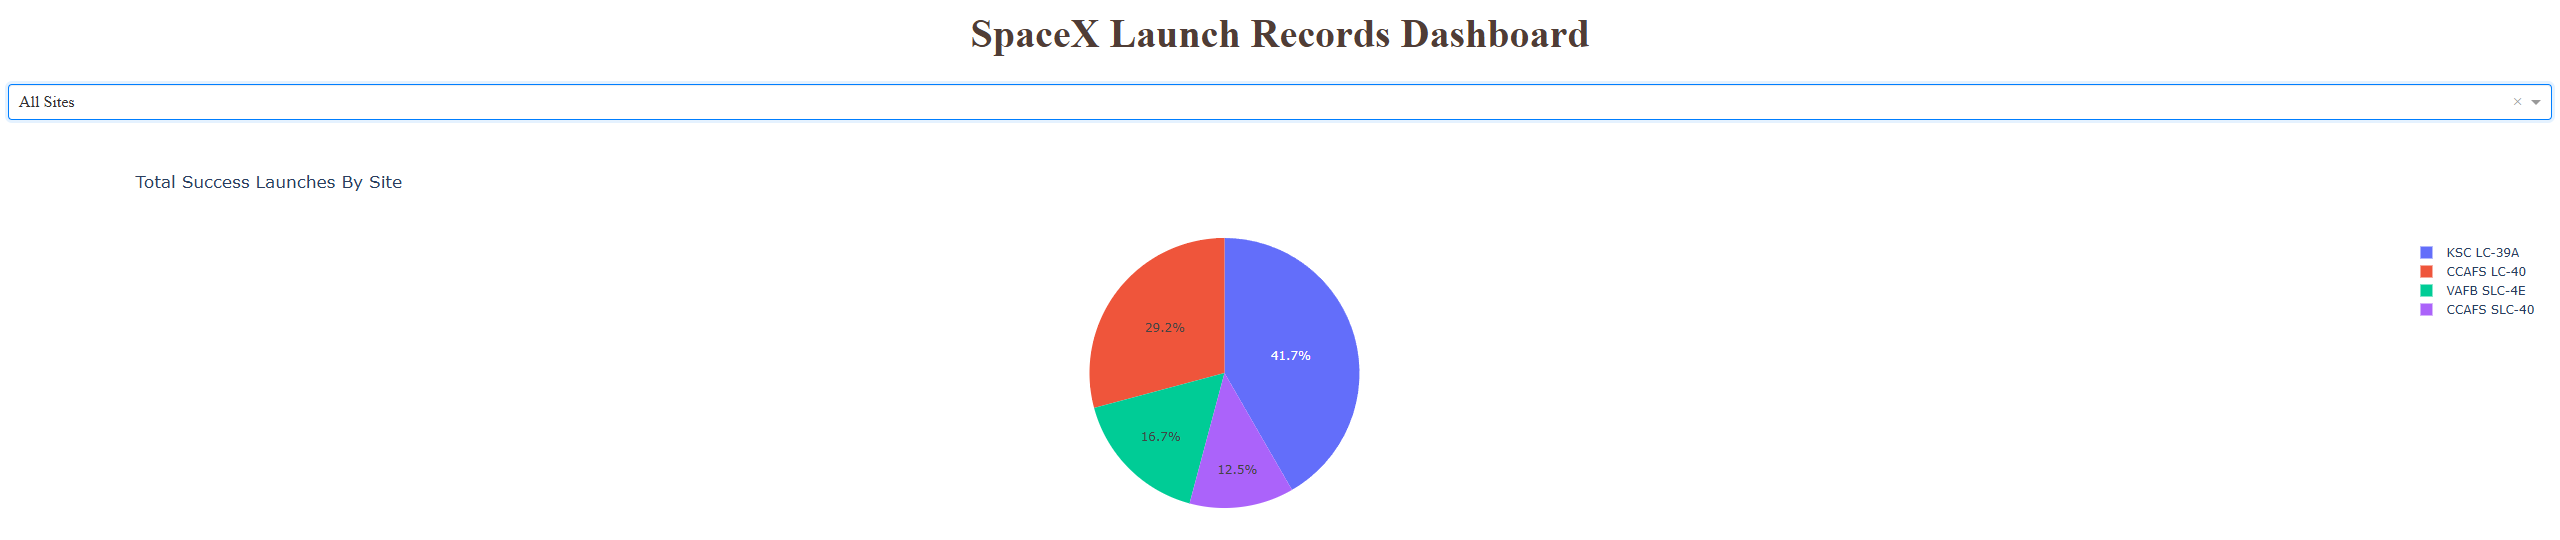 SpaceX Launch Records Dashboard
All Sites
Total Success Launches By Site
KSC LC-39A
CCAFS LC-40
VAFB SLC-4E
CCAFS SLC-40
29.2%
41.7%
16.7%
12.5%